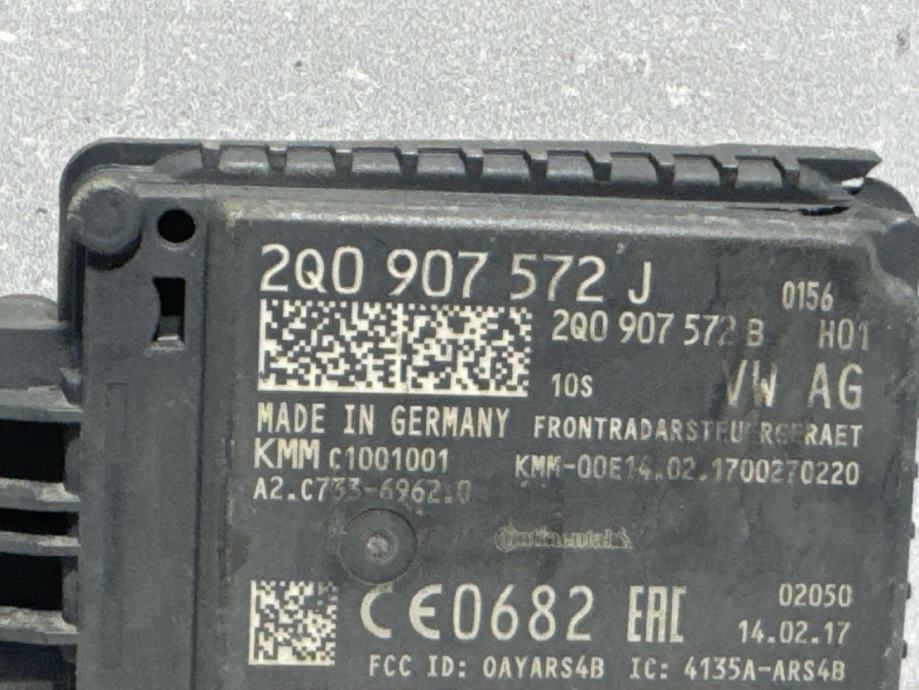 2Q0 907 572 J
0156
2Q0 907 572 B H01
10S VW AG
MADE IN GERMANY FRONTRADARSTEUERGERAET
KMM C1001001 KMM-00E14.02.1700270220
A2.C733-6962.0
Continental
CE0682 EAC 02050
14.02.17
FCC ID: OAYARS4B IC: 4135A-ARS4B